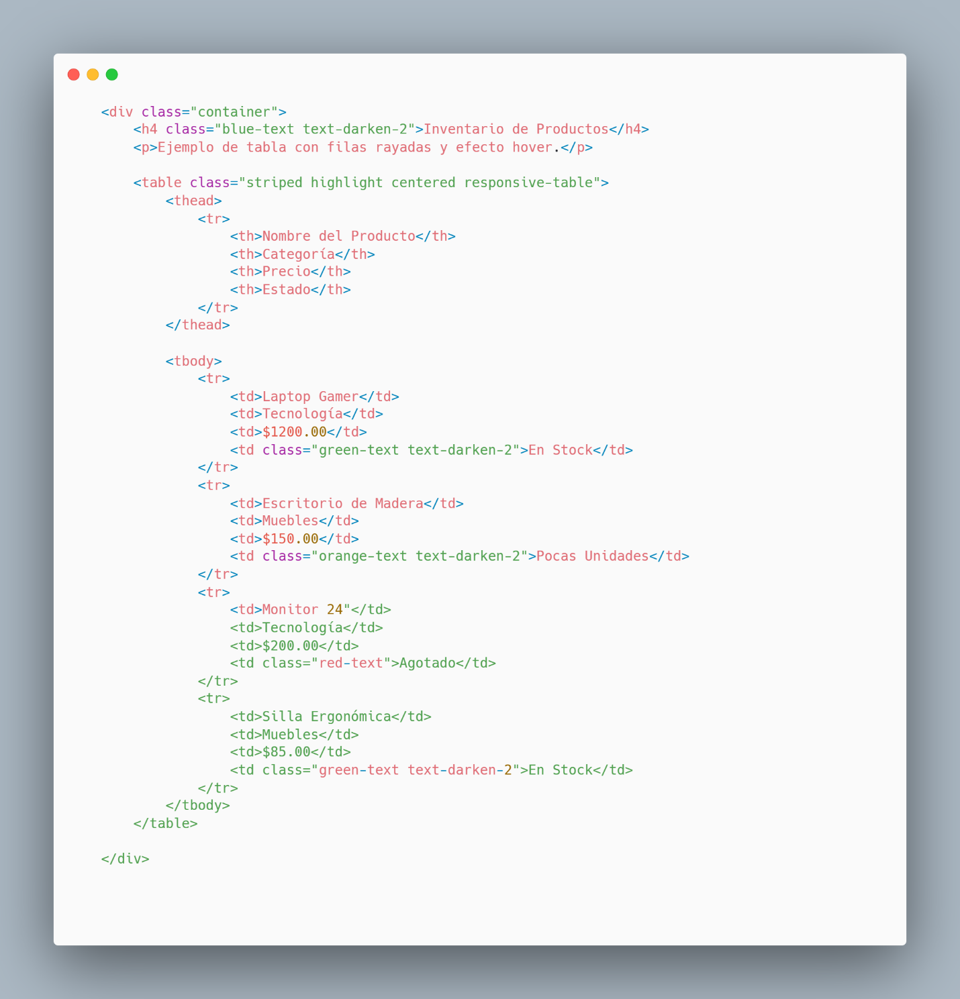 <div class="container">
<h4 class="blue-text text-darken-2">Inventario de Productos</h4>
<p>Ejemplo de tabla con filas rayadas y efecto hover.</p>
<table class="striped highlight centered responsive-table">
<thead>
<tr>
<th>Nombre del Producto</th>
<th>Categoría</th>
<th>Precio</th>
<th>Estado</th>
</tr>
</thead>
<tbody>
<tr>
<td>Laptop Gamer</td>
<td>Tecnología</td>
<td>$1200.00</td>
<td class="green-text text-darken-2">En Stock</td>
</tr>
<tr>
<td>Escritorio de Madera</td>
<td>Muebles</td>
<td>$150.00</td>
<td class="orange-text text-darken-2">Pocas Unidades</td>
</tr>
<tr>
<td>Monitor 24"</td>
<td>Tecnología</td>
<td>$200.00</td>
<td class="red-text">Agotado</td>
</tr>
<tr>
<td>Silla Ergonómica</td>
<td>Muebles</td>
<td>$85.00</td>
<td class="green-text text-darken-2">En Stock</td>
</tr>
</tbody>
</table>
</div>